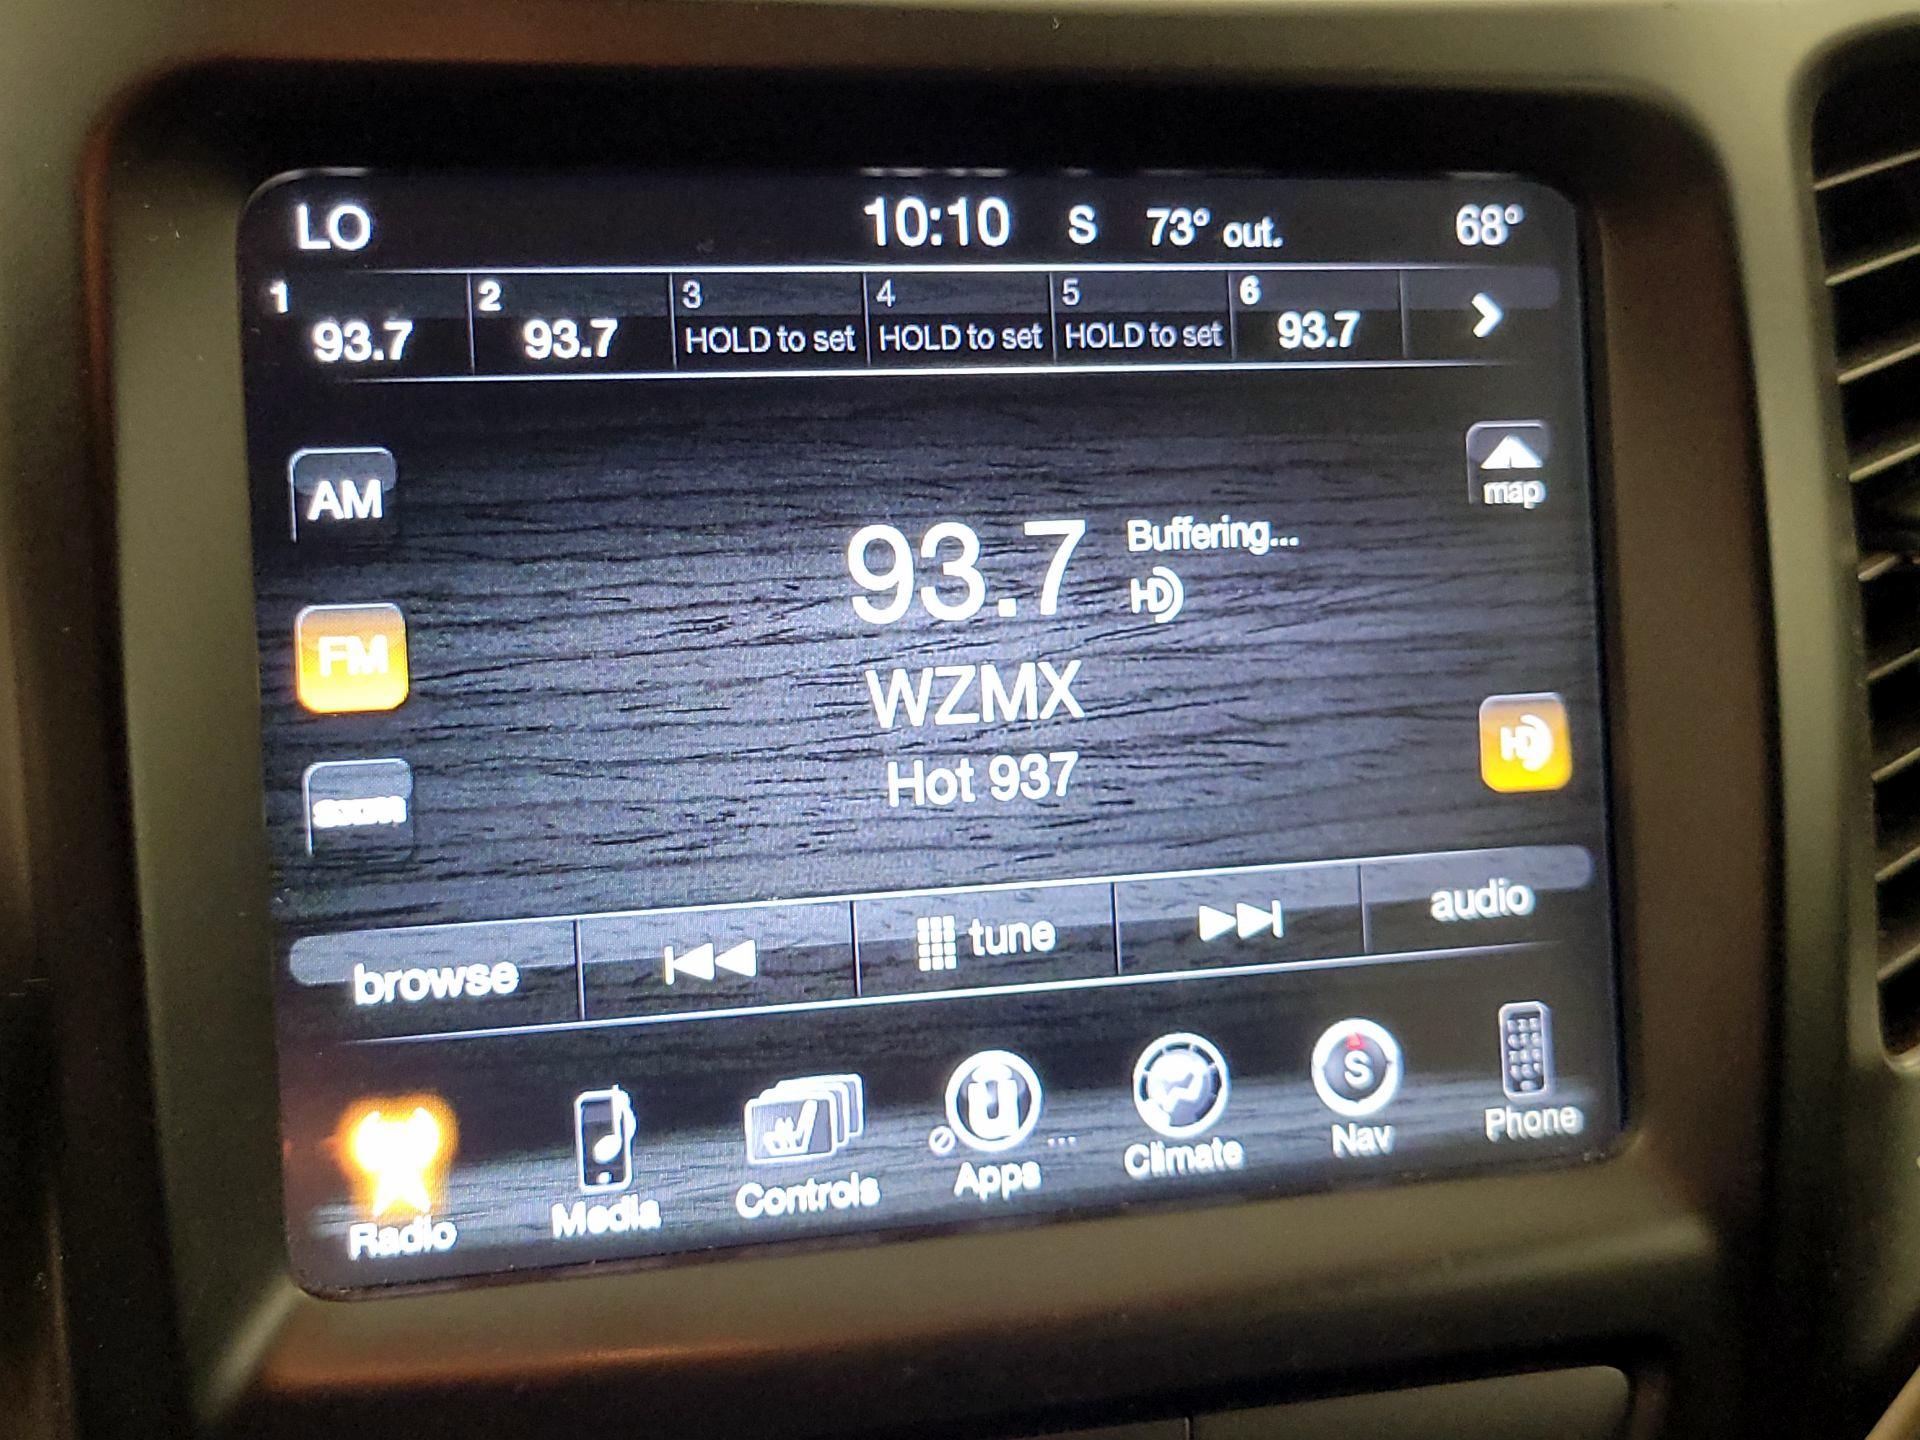 LO 10:10 S 73° out. 68°
1 2 3 4 5 6
93.7 93.7 HOLD to set HOLD to set HOLD to set 93.7
map
AM
93.7 Buffering...
HD
FM
WZMX
HD
Hot 937
browse tune audio
Radio Media Controls Apps ... Climate Nav Phone
S